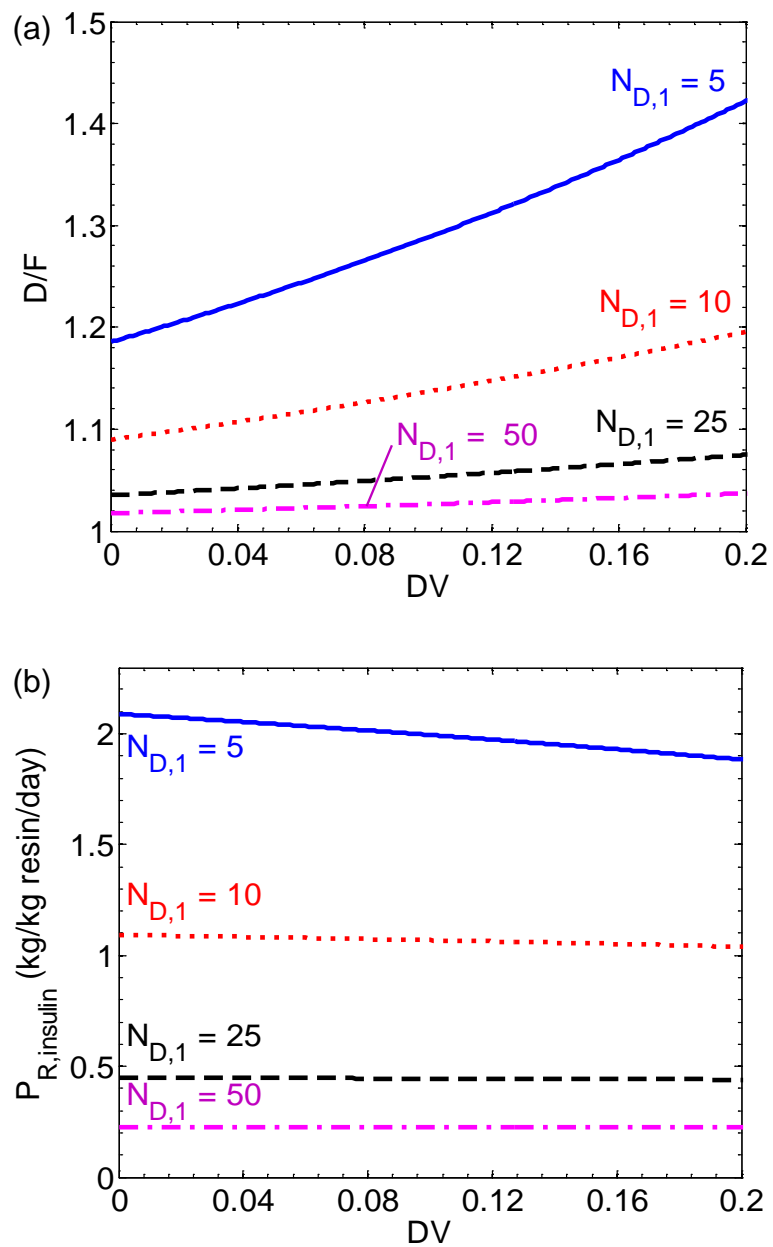 (a)
1.5
1.4
1.3
1.2
1.1
1
D/F
N_D,1 = 5
N_D,1 = 10
N_D,1 = 50
N_D,1 = 25
0 0.04 0.08 0.12 0.16 0.2
DV
(b)
2
1.5
1
0.5
0
P_R,insulin (kg/kg resin/day)
N_D,1 = 5
N_D,1 = 10
N_D,1 = 25
N_D,1 = 50
0 0.04 0.08 0.12 0.16 0.2
DV